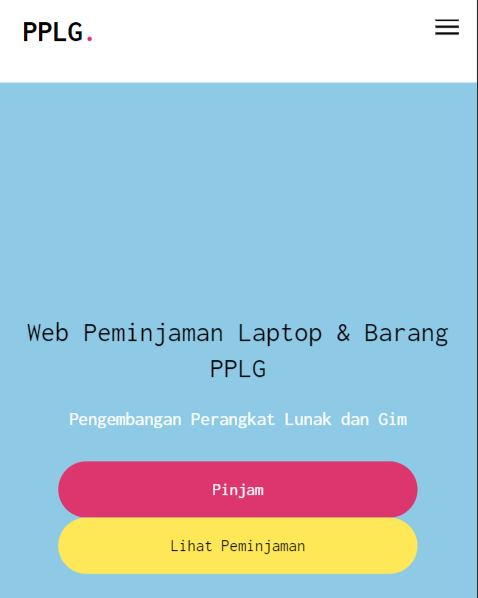 PPLG.
Web Peminjaman Laptop & Barang
PPLG
Pengembangan Perangkat Lunak dan Gim
Pinjam
Lihat Peminjaman